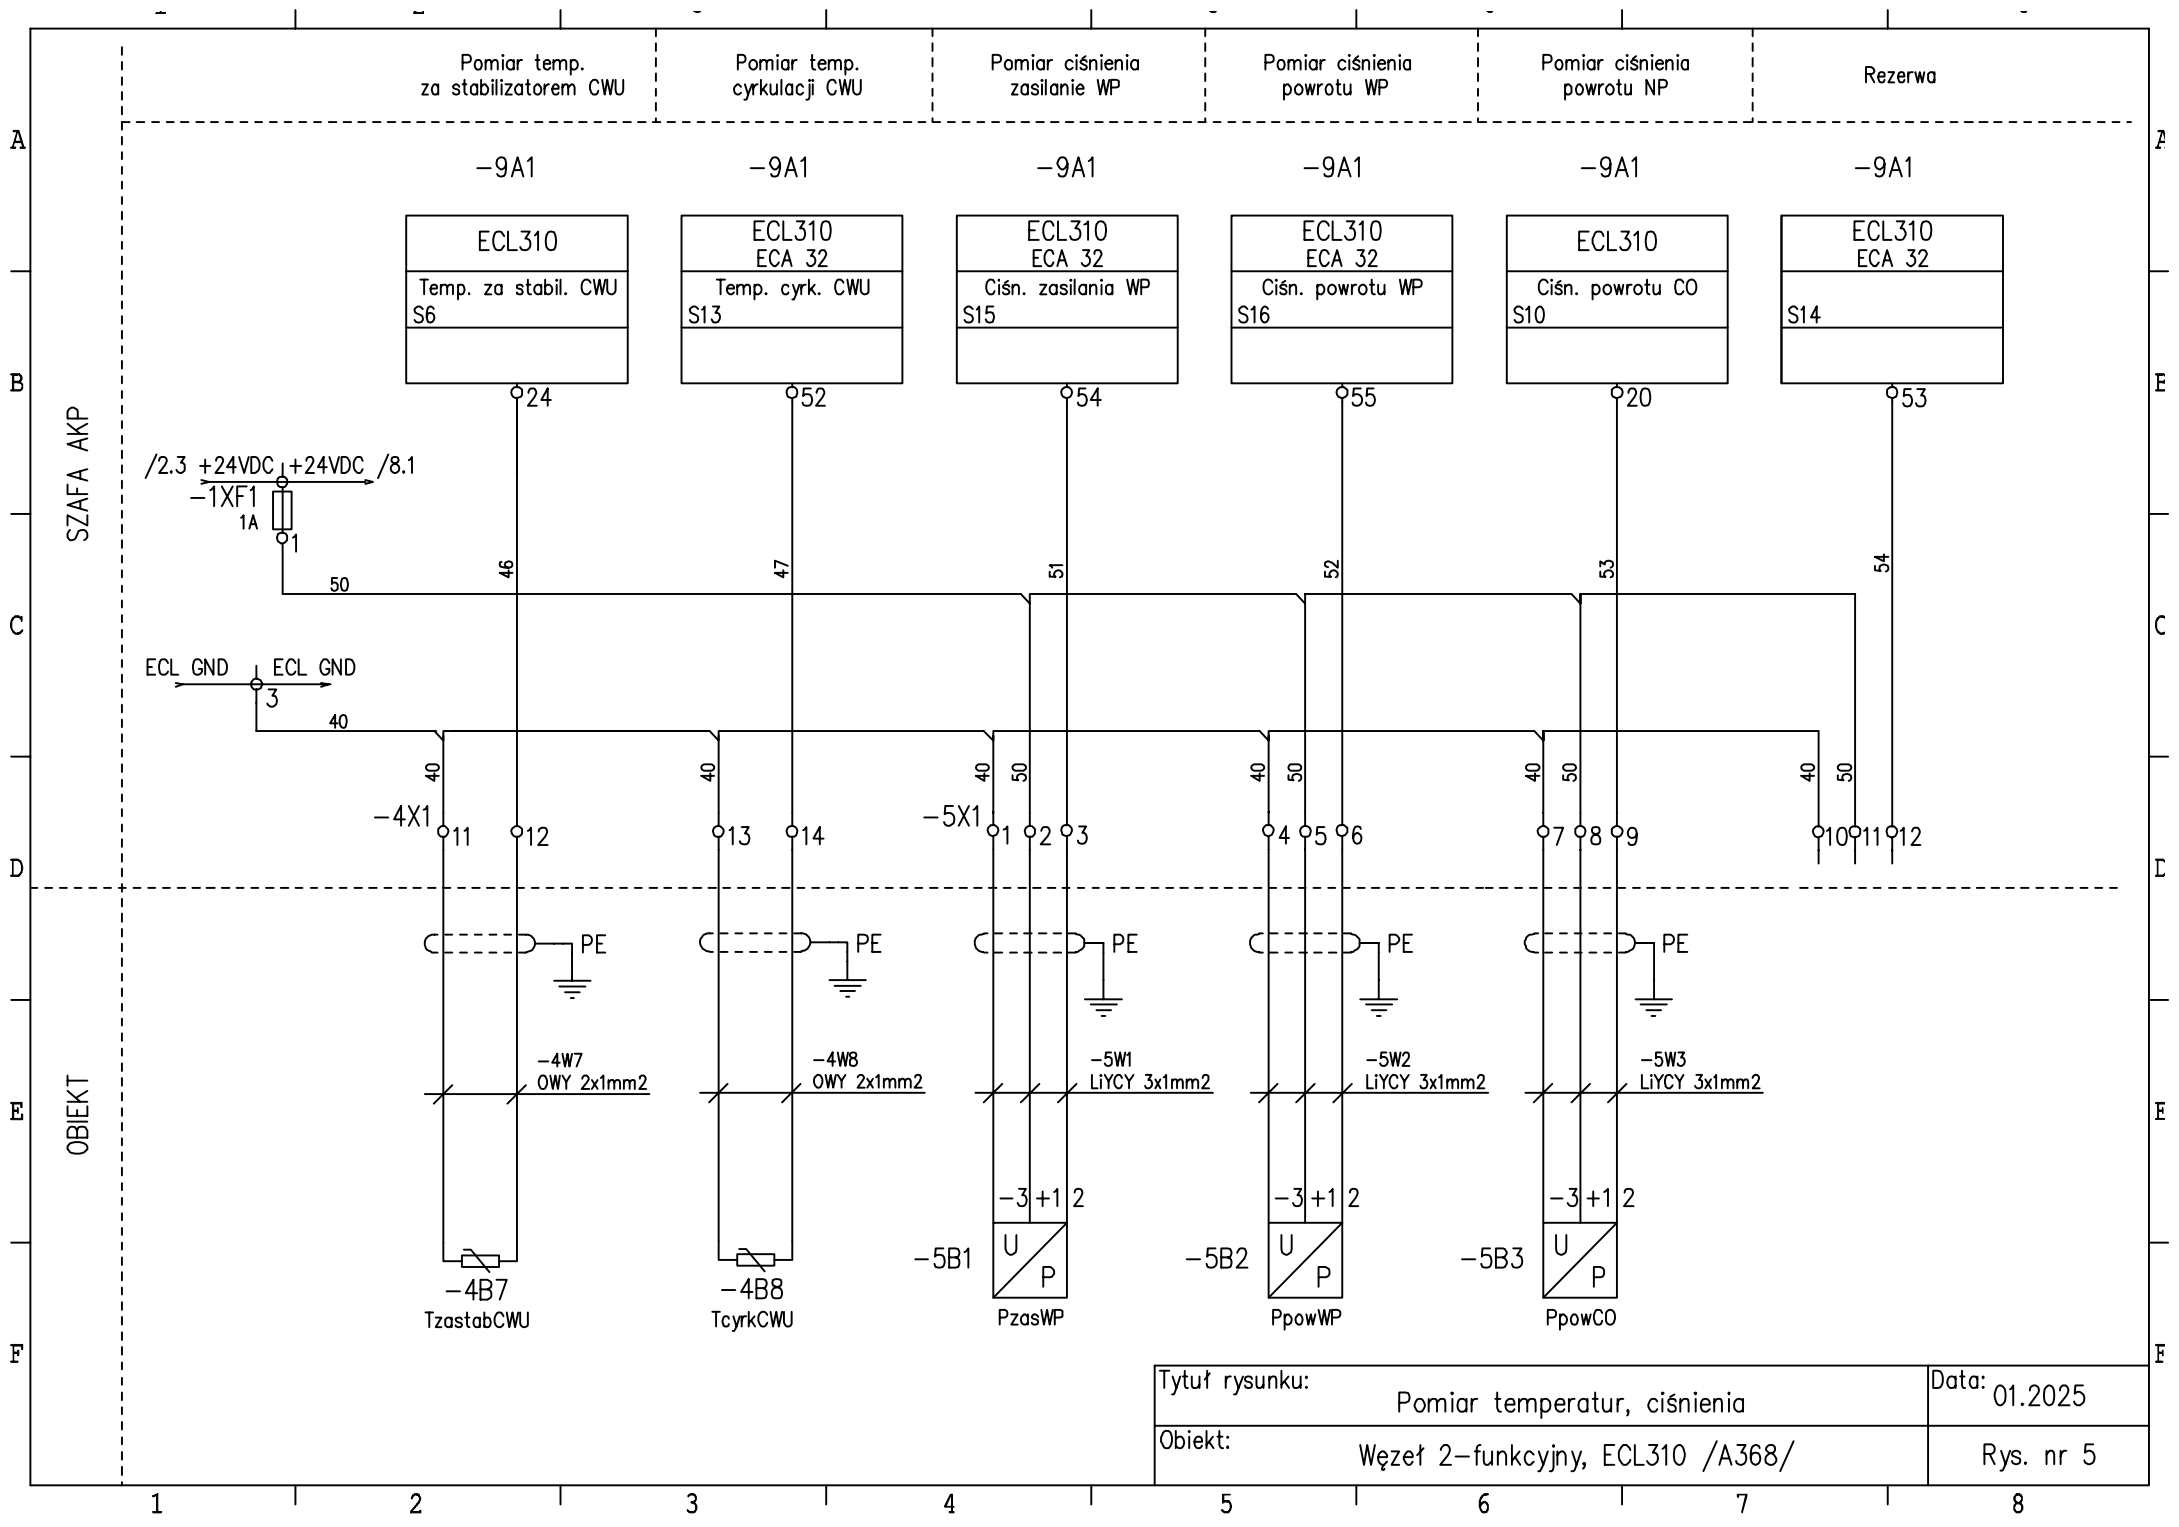 Pomiar temp.
za stabilizatorem CWU
Pomiar temp.
cyrkulacji CWU
Pomiar ciśnienia
zasilanie WP
Pomiar ciśnienia
powrotu WP
Pomiar ciśnienia
powrotu NP
Rezerwa
A
A
-9A1
-9A1
-9A1
-9A1
-9A1
-9A1
ECL310
Temp. za stabil. CWU
S6
ECL310
ECA 32
Temp. cyrk. CWU
S13
ECL310
ECA 32
Ciśn. zasilania WP
S15
ECL310
ECA 32
Ciśn. powrotu WP
S16
ECL310
Ciśn. powrotu CO
S10
ECL310
ECA 32
S14
B
B
24
52
54
55
20
53
SZAFA AKP
/2.3 +24VDC +24VDC /8.1
-1XF1
1A
1
50
46
47
51
52
53
54
C
C
ECL GND ECL GND
3
40
40
40
40 50
40 50
40 50
40 50
-4X1
11 12
13 14
-5X1
1 2 3
4 5 6
7 8 9
10 11 12
D
D
PE
PE
PE
PE
PE
OBIEKT
-4W7
OWY 2x1mm2
-4W8
OWY 2x1mm2
-5W1
LiYCY 3x1mm2
-5W2
LiYCY 3x1mm2
-5W3
LiYCY 3x1mm2
E
E
-3 +1 2
-3 +1 2
-3 +1 2
-4B7
TzastabCWU
-4B8
TcyrkCWU
-5B1
U
P
PzasWP
-5B2
U
P
PpowWP
-5B3
U
P
PpowCO
F
F
Tytuł rysunku:
Pomiar temperatur, ciśnienia
Data:
01.2025
Obiekt:
Węzeł 2-funkcyjny, ECL310 /A368/
Rys. nr 5
1 2 3 4 5 6 7 8